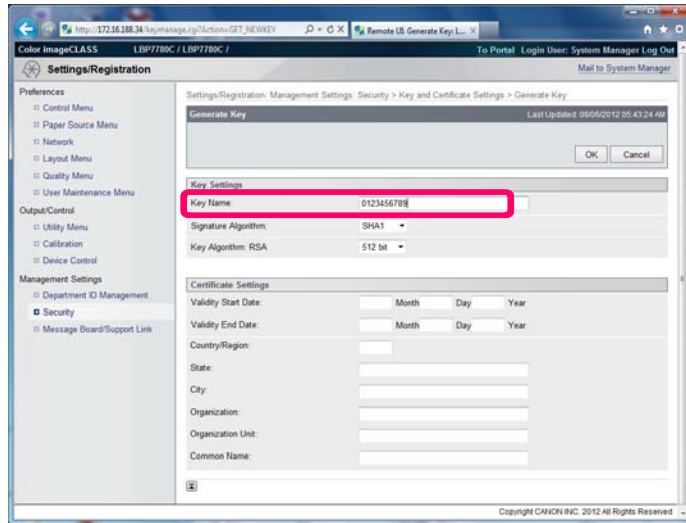 http://172.16.188.34/keymanage.cgi?Action=GET_NEWKEY
Remote UI: Generate Key: L...
Color imageCLASS LBP7780C / LBP7780C /
To Portal Login User: System Manager Log Out
Settings/Registration
Mail to System Manager
Preferences
Control Menu
Paper Source Menu
Network
Layout Menu
Quality Menu
User Maintenance Menu
Output/Control
Utility Menu
Calibration
Device Control
Management Settings
Department ID Management
Security
Message Board/Support Link
Settings/Registration: Management Settings: Security > Key and Certificate Settings > Generate Key
Generate Key
Last Updated: 08/06/2012 05:43:24 AM
OK Cancel
Key Settings
Key Name: 0123456789
Signature Algorithm: SHA1
Key Algorithm: RSA 512 bit
Certificate Settings
Validity Start Date: Month Day Year
Validity End Date: Month Day Year
Country/Region:
State:
City:
Organization:
Organization Unit:
Common Name:
Copyright CANON INC. 2012 All Rights Reserved